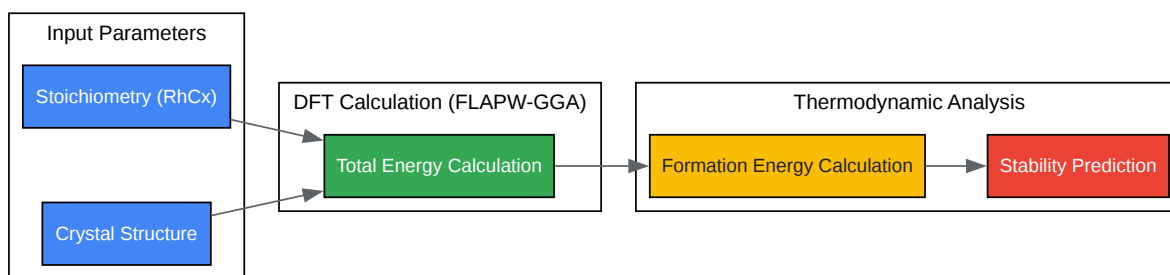 Input Parameters
Stoichiometry (RhCx)
Crystal Structure
DFT Calculation (FLAPW-GGA)
Total Energy Calculation
Thermodynamic Analysis
Formation Energy Calculation
Stability Prediction